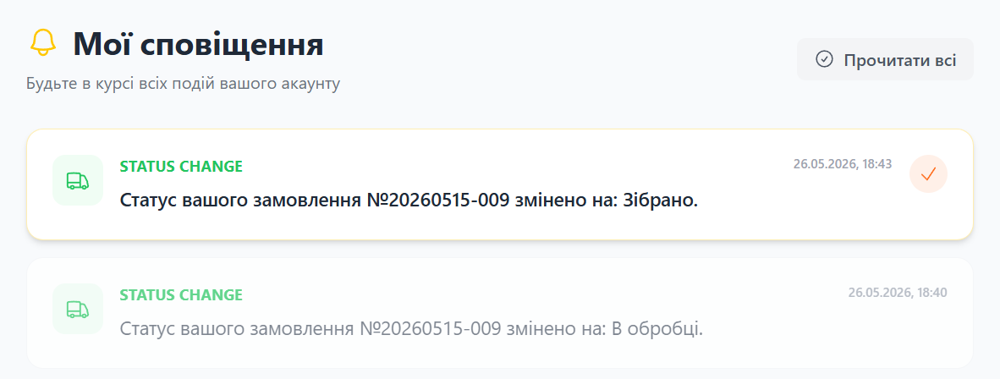 Мої сповіщення
Будьте в курсі всіх подій вашого акаунту
Прочитати всі
STATUS CHANGE
26.05.2026, 18:43
Статус вашого замовлення №20260515-009 змінено на: Зібрано.
STATUS CHANGE
26.05.2026, 18:40
Статус вашого замовлення №20260515-009 змінено на: В обробці.